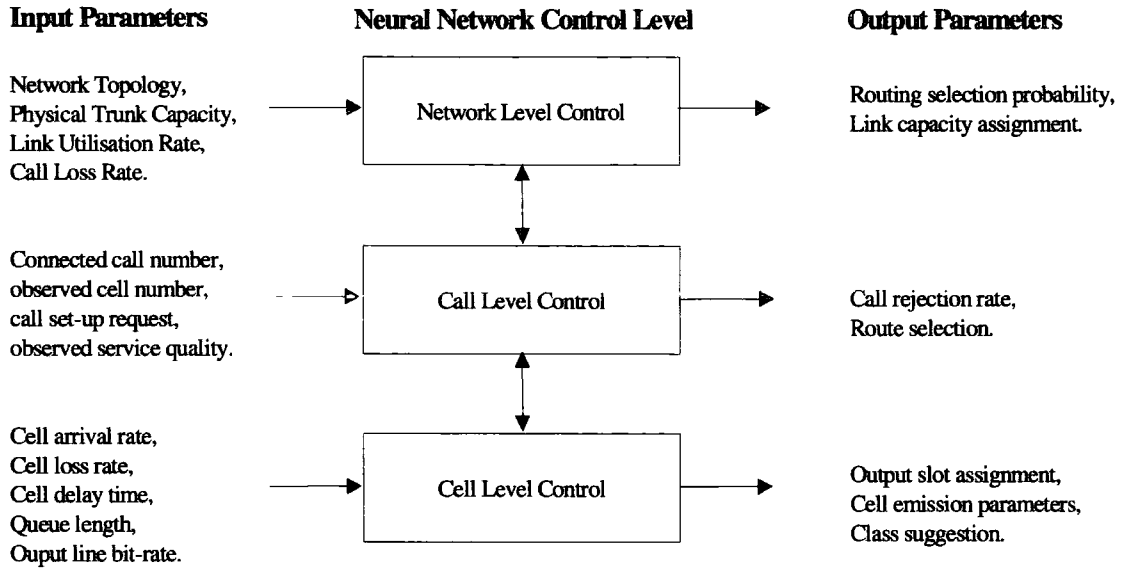 Input Parameters
Neural Network Control Level
Output Parameters
Network Topology,
Physical Trunk Capacity,
Link Utilisation Rate,
Call Loss Rate.
Network Level Control
Routing selection probability,
Link capacity assignment.
Connected call number,
observed cell number,
call set-up request,
observed service quality.
Call Level Control
Call rejection rate,
Route selection.
Cell arrival rate,
Cell loss rate,
Cell delay time,
Queue length,
Ouput line bit-rate.
Cell Level Control
Output slot assignment,
Cell emission parameters,
Class suggestion.